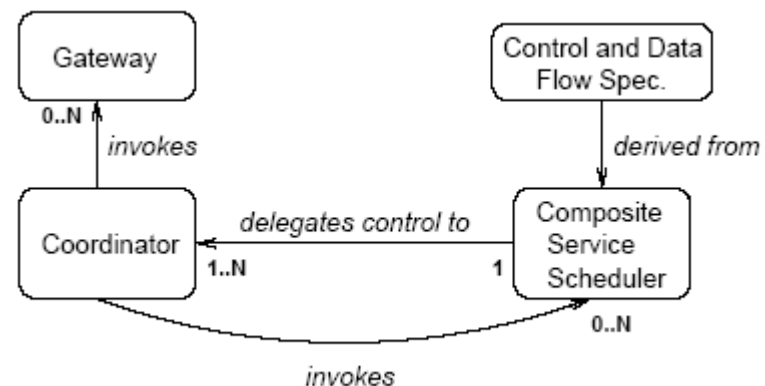 Gateway
Control and Data
Flow Spec.
0..N
invokes
derived from
Coordinator
delegates control to
Composite
Service
Scheduler
1..N
1
0..N
invokes